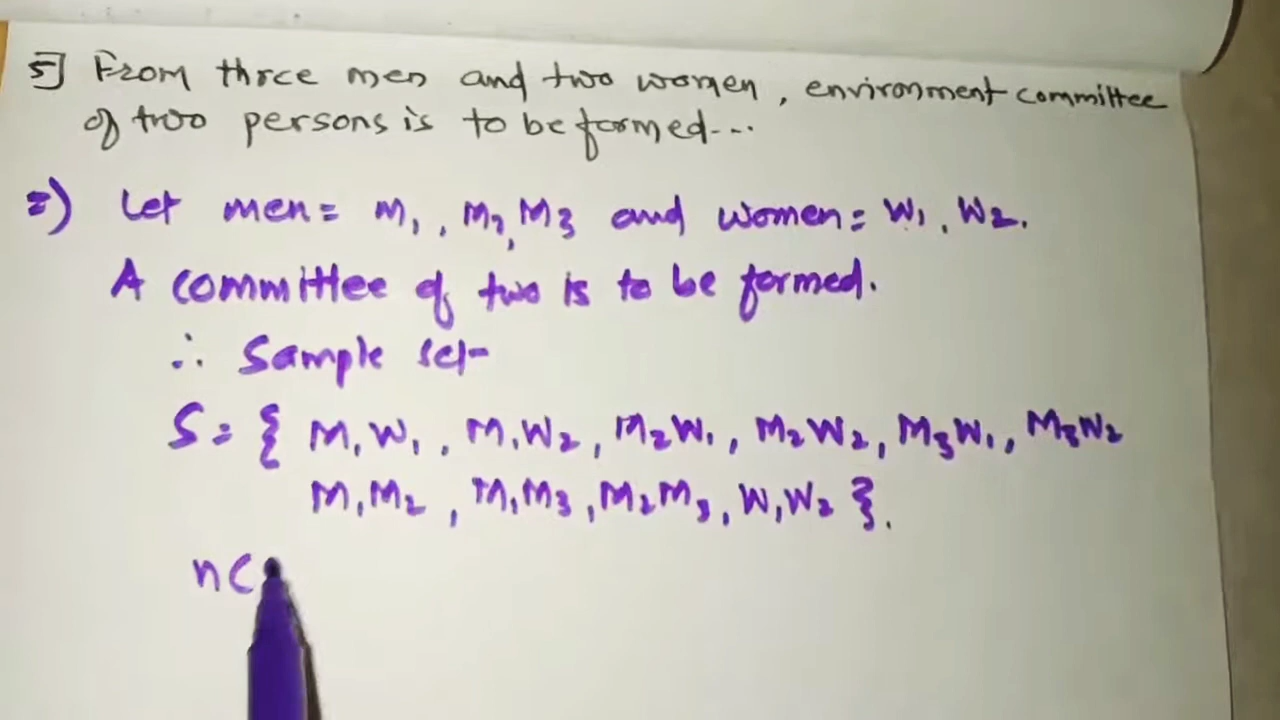 5] From three men and two women, environment committee
of two persons is to be formed...
=) Let men = M₁, M₂, M₃ and women = W₁, W₂.
A committee of two is to be formed.
∴ Sample set
S = { M₁W₁, M₁W₂, M₂W₁, M₂W₂, M₃W₁, M₃W₂
M₁M₂, M₁M₃, M₂M₃, W₁W₂ }.
n(